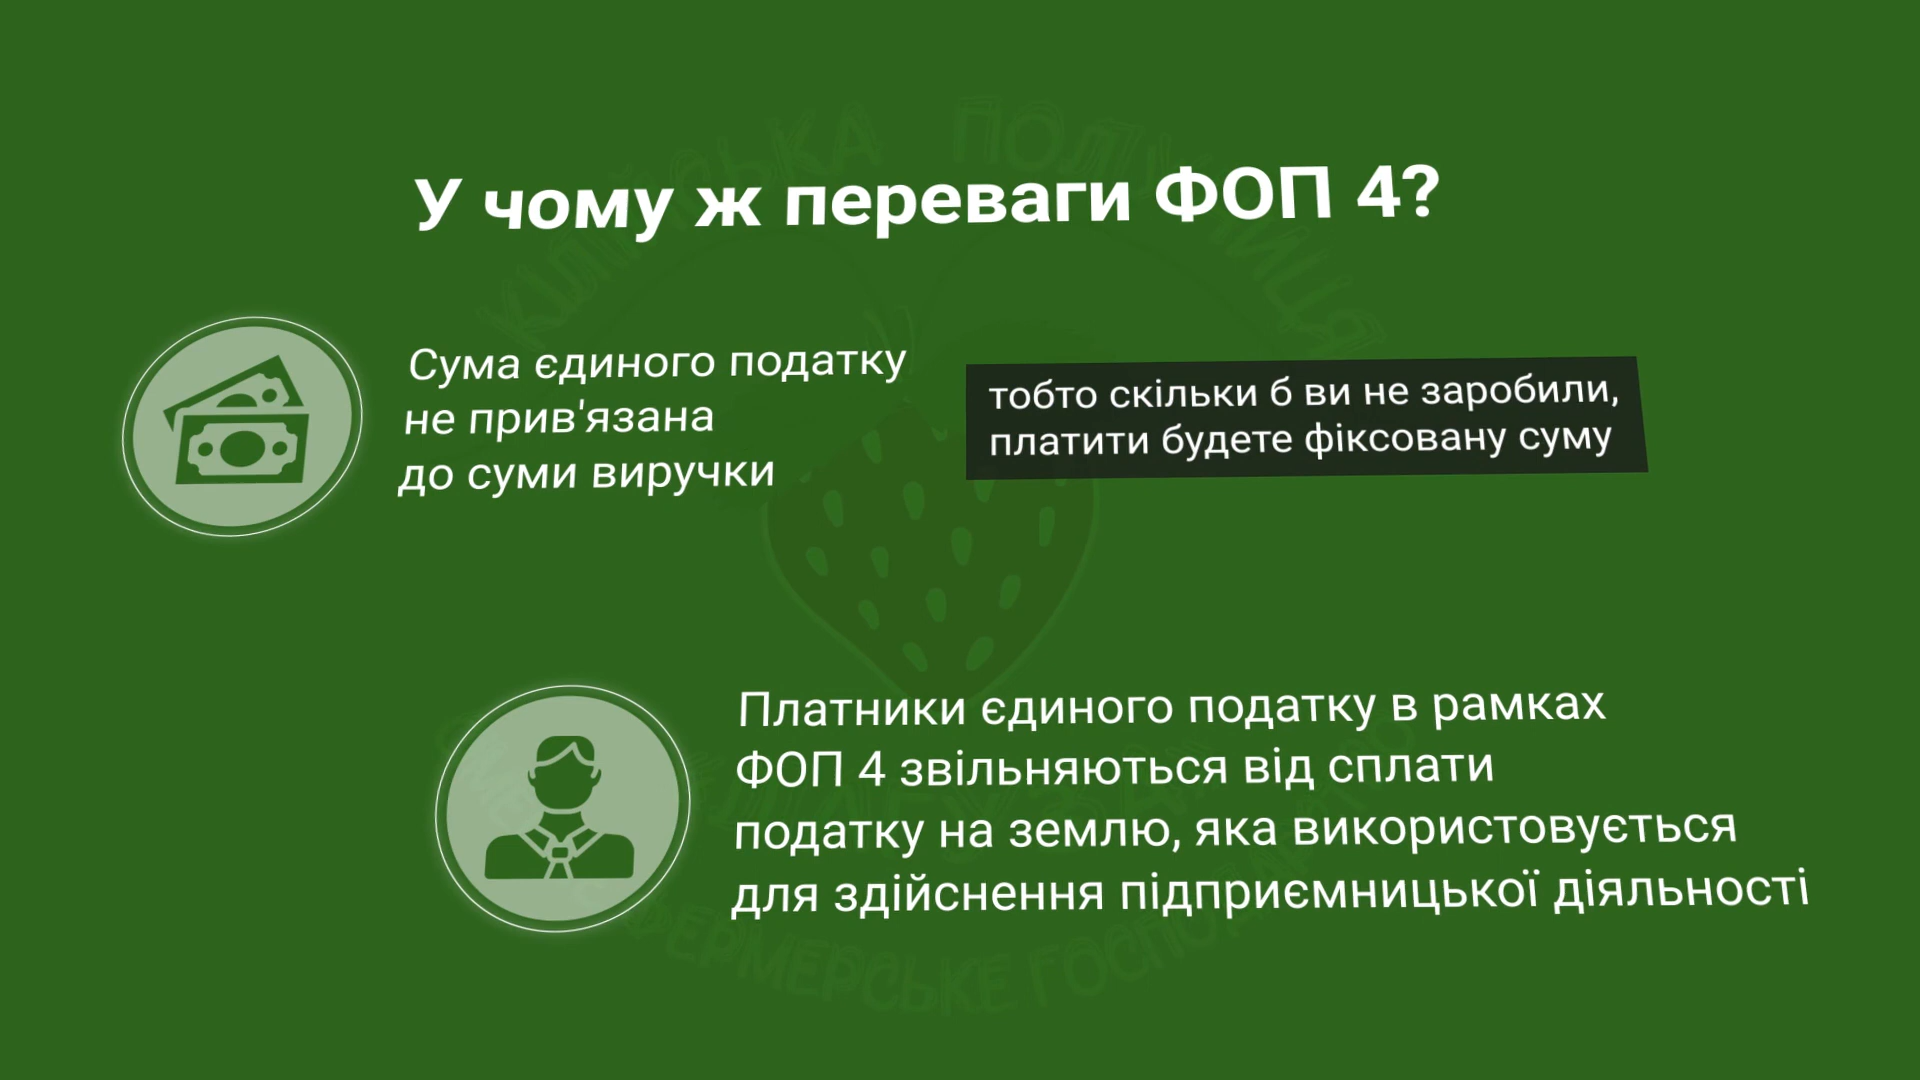 У чому ж переваги ФОП 4?
Сума єдиного податку
не прив'язана
до суми виручки
тобто скільки б ви не заробили,
платити будете фіксовану суму
Платники єдиного податку в рамках
ФОП 4 звільняються від сплати
податку на землю, яка використовується
для здійснення підприємницької діяльності
ФЕРМЕРСЬКЕ ГОСПОДАРСТВО